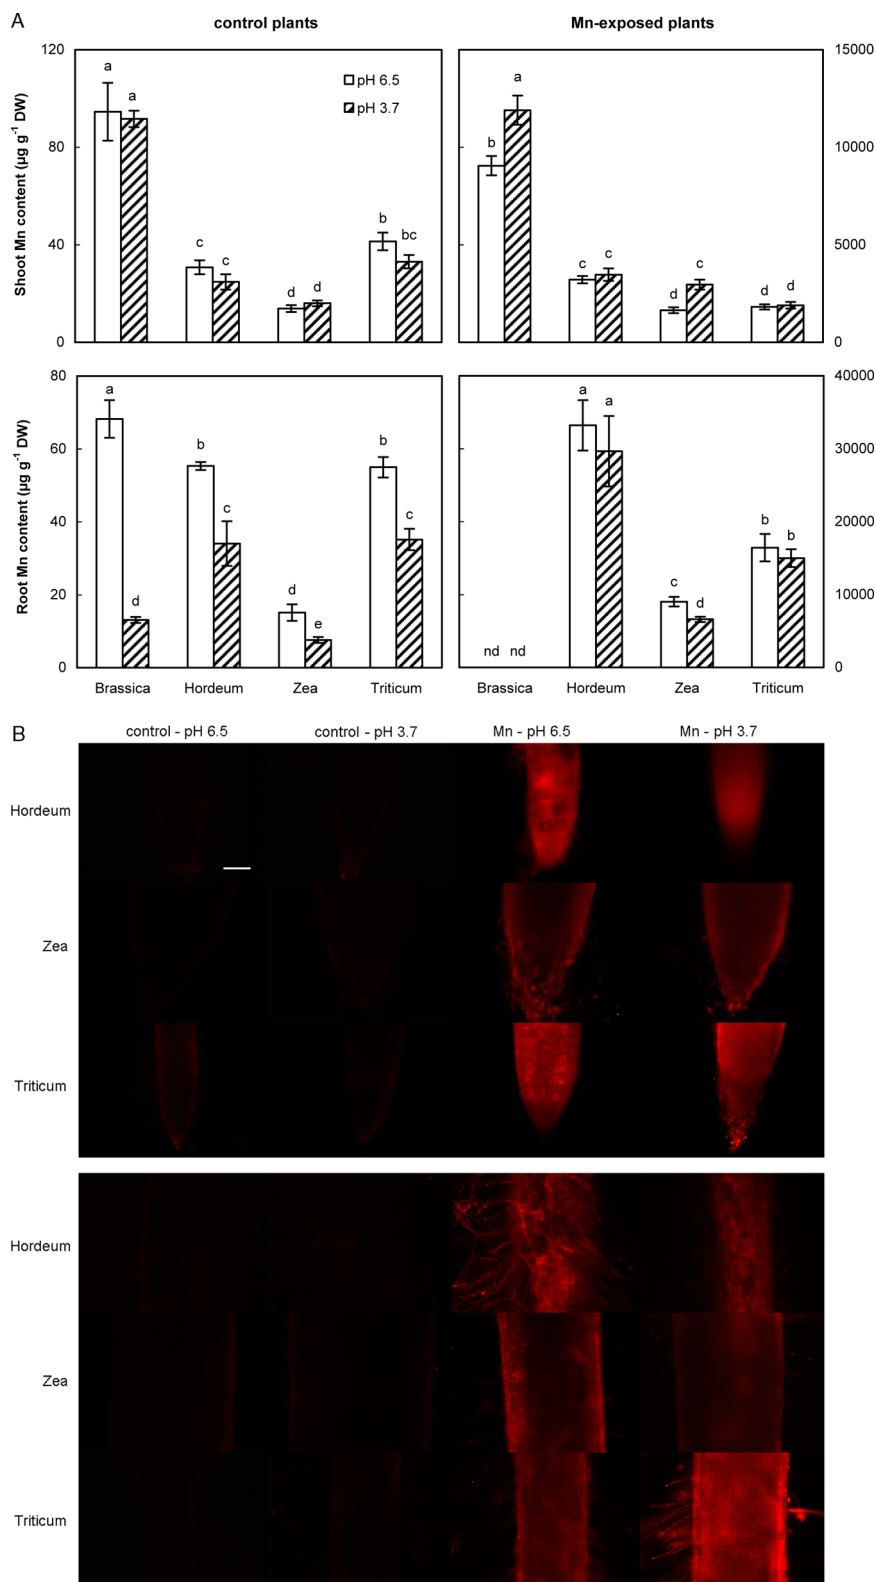 A
control plants
Mn-exposed plants
Shoot Mn content (µg g⁻¹ DW)
120
80
40
0
pH 6.5
pH 3.7
a
a
c
c
d
d
b
bc
b
a
c
c
d
c
d
d
15000
10000
5000
0
Root Mn content (µg g⁻¹ DW)
80
60
40
20
0
a
d
b
c
d
e
b
c
nd nd
a
a
c
d
b
b
40000
30000
20000
10000
0
Brassica Hordeum Zea Triticum
Brassica Hordeum Zea Triticum
B
control - pH 6.5 control - pH 3.7 Mn - pH 6.5 Mn - pH 3.7
Hordeum
Zea
Triticum
Hordeum
Zea
Triticum